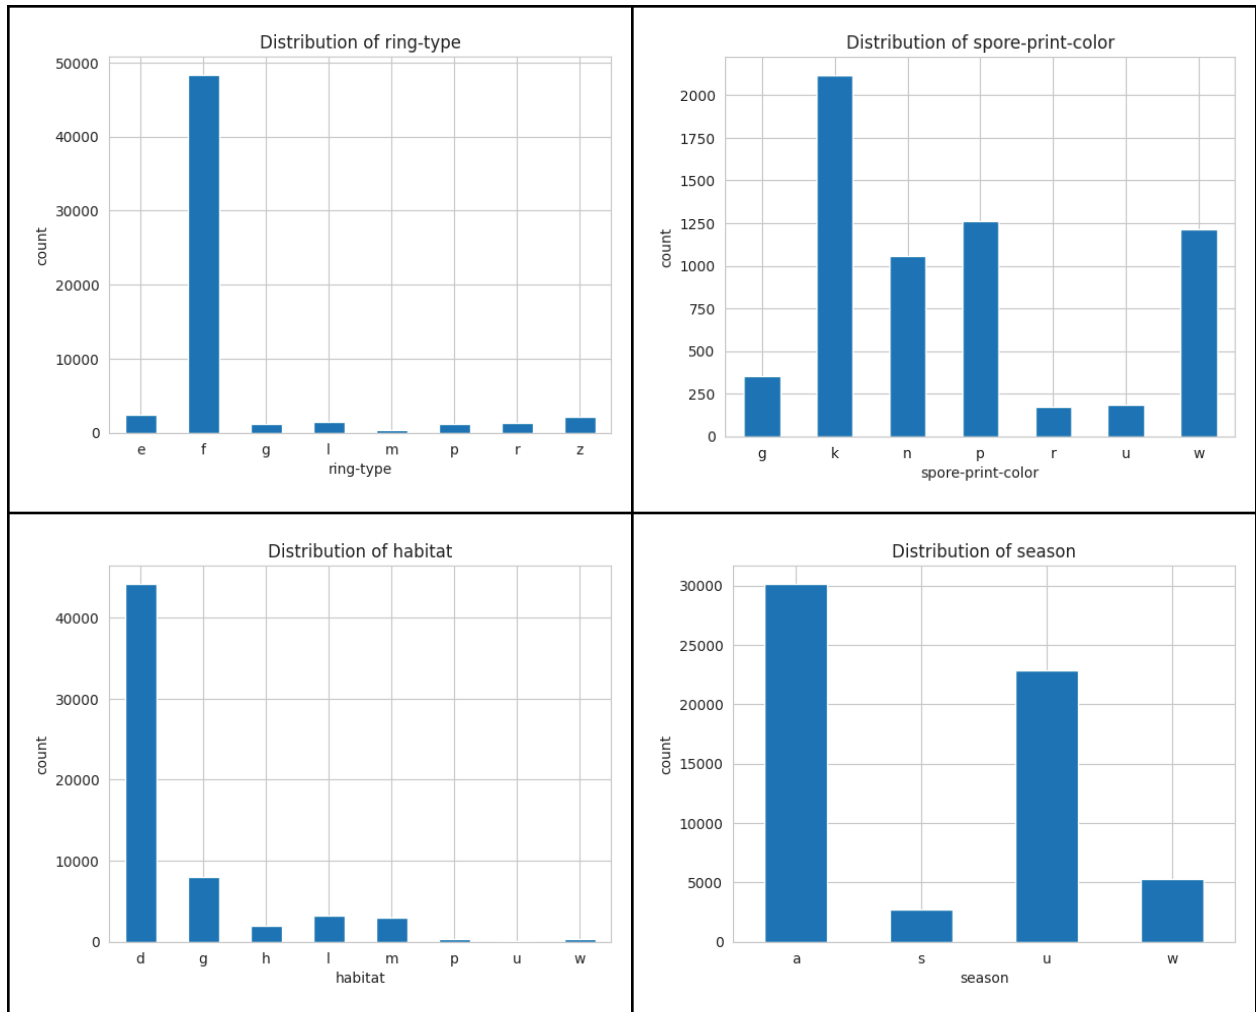 Distribution of ring-type
50000
40000
30000
20000
10000
0
count
e f g l m p r z
ring-type
Distribution of spore-print-color
2000
1750
1500
1250
1000
750
500
250
0
count
g k n p r u w
spore-print-color
Distribution of habitat
40000
30000
20000
10000
0
count
d g h l m p u w
habitat
Distribution of season
30000
25000
20000
15000
10000
5000
0
count
a s u w
season